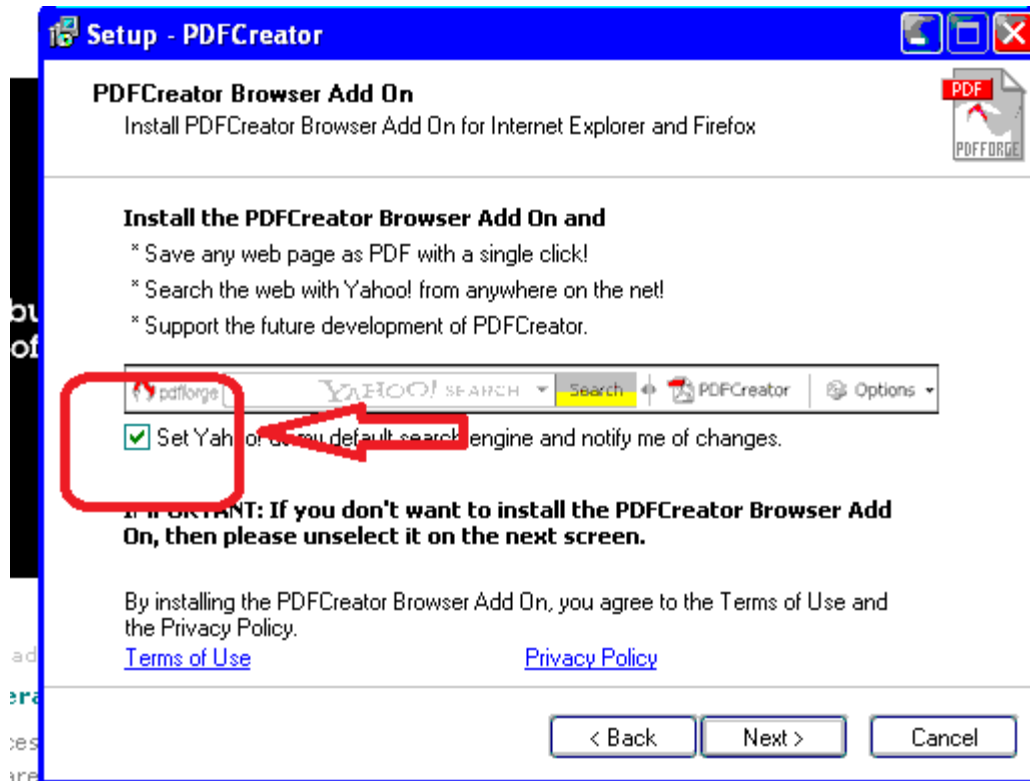 Setup - PDFCreator
PDFCreator Browser Add On
Install PDFCreator Browser Add On for Internet Explorer and Firefox
PDF
PDFFORGE
Install the PDFCreator Browser Add On and
* Save any web page as PDF with a single click!
* Search the web with Yahoo! from anywhere on the net!
* Support the future development of PDFCreator.
pdfforge YAHOO! SEARCH Search PDFCreator Options
Set Yahoo! my default search engine and notify me of changes.
IMPORTANT: If you don't want to install the PDFCreator Browser Add
On, then please unselect it on the next screen.
By installing the PDFCreator Browser Add On, you agree to the Terms of Use and
the Privacy Policy.
Terms of Use Privacy Policy
< Back Next > Cancel